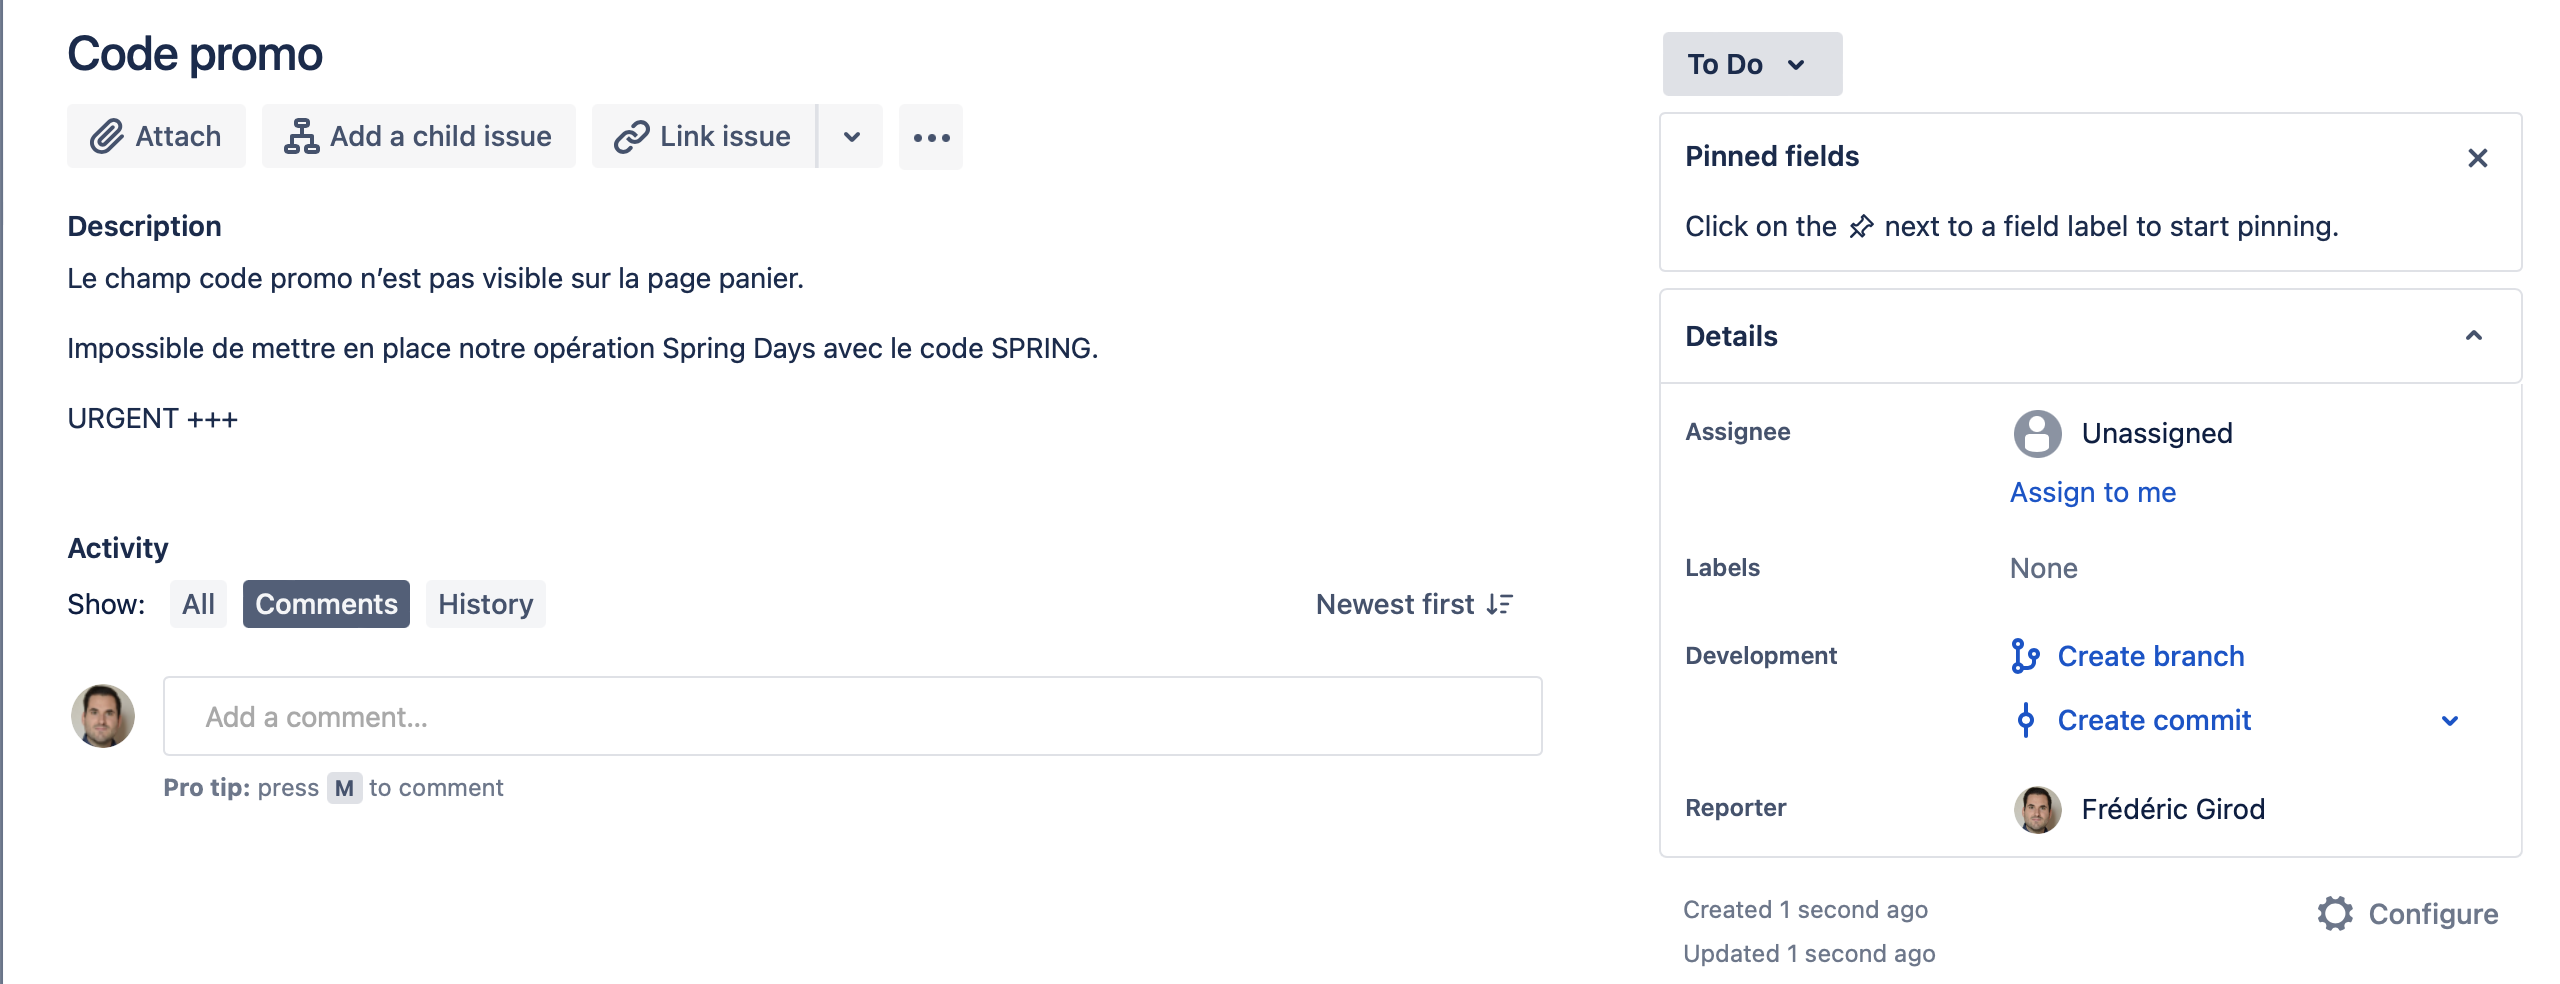 Code promo
Attach
Add a child issue
Link issue
Description
Le champ code promo n’est pas visible sur la page panier.
Impossible de mettre en place notre opération Spring Days avec le code SPRING.
URGENT +++
Activity
Show: All Comments History
Newest first
Add a comment...
Pro tip: press M to comment
To Do
Pinned fields
Click on the next to a field label to start pinning.
Details
Assignee
Unassigned
Assign to me
Labels
None
Development
Create branch
Create commit
Reporter
Frédéric Girod
Created 1 second ago
Updated 1 second ago
Configure